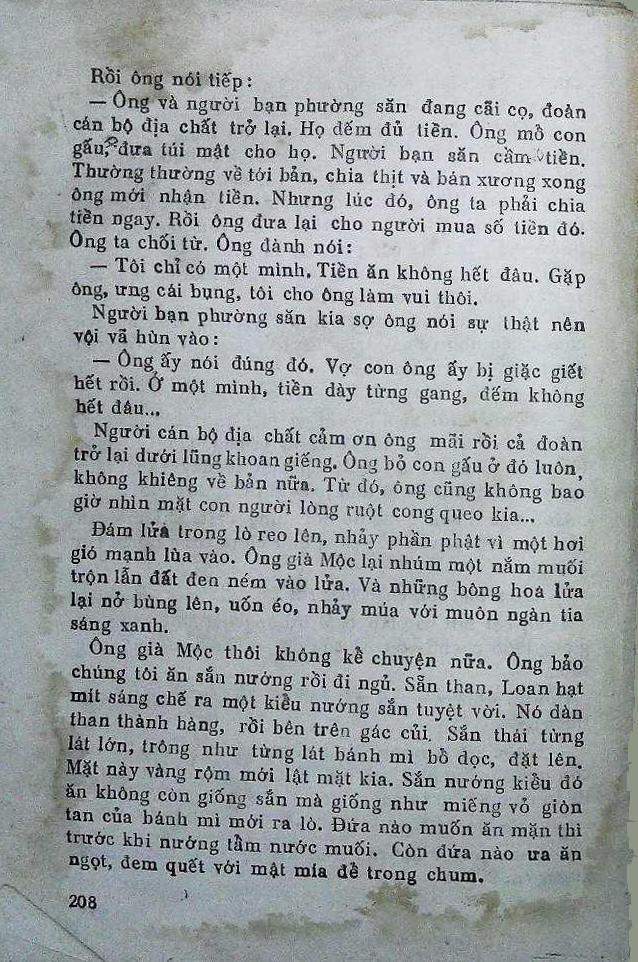 Rồi ông nói tiếp :
— Ông và người bạn phường săn đang cãi cọ, đoàn
cán bộ địa chất trở lại. Họ đếm đủ tiền. Ông mổ con
gấu, đưa túi mật cho họ. Người bạn săn cầm tiền.
Thường thường về tới bản, chia thịt và bán xương xong
ông mới nhận tiền. Nhưng lúc đó, ông ta phải chia
tiền ngay. Rồi ông đưa lại cho người mua số tiền đó.
Ông ta chối từ. Ông dành nói :
— Tôi chỉ có một mình. Tiền ăn không hết đâu. Gặp
ông, ưng cái bụng, tôi cho ông làm vui thôi.
Người bạn phường săn kia sợ ông nói sự thật nên
vội vã hùn vào :
— Ông ấy nói đúng đó. Vợ con ông ấy bị giặc giết
hết rồi. Ở một mình, tiền dày từng gang, đếm không
hết đâu...
Người cán bộ địa chất cảm ơn ông mãi rồi cả đoàn
trở lại dưới lũng khoan giếng. Ông bỏ con gấu ở đó luôn,
không khiêng về bản nữa. Từ đó, ông cũng không bao
giờ nhìn mặt con người lòng ruột cong queo kia...
Đám lửa trong lò reo lên, nhảy phần phật vì một hơi
gió mạnh lùa vào. Ông già Mộc lại nhúm một nắm muối
trộn lẫn đất đen ném vào lửa. Và những bông hoa lửa
lại nở bùng lên, uốn éo, nhảy múa với muôn ngàn tia
sáng xanh.
Ông già Mộc thôi không kể chuyện nữa. Ông bảo
chúng tôi ăn sắn nướng rồi đi ngủ. Sẵn than, Loan hạt
mít sáng chế ra một kiểu nướng sắn tuyệt vời. Nó dàn
than thành hàng, rồi bên trên gác củi. Sắn thái từng
lát lớn, trông như từng lát bánh mì bổ dọc, đặt lên.
Mặt này vàng rộm mới lật mặt kia. Sắn nướng kiểu đó
ăn không còn giống sắn mà giống như miếng vỏ giòn
tan của bánh mì mới ra lò. Đứa nào muốn ăn mặn thì
trước khi nướng tẩm nước muối. Còn đứa nào ưa ăn
ngọt, đem quết với mật mía để trong chum.
208